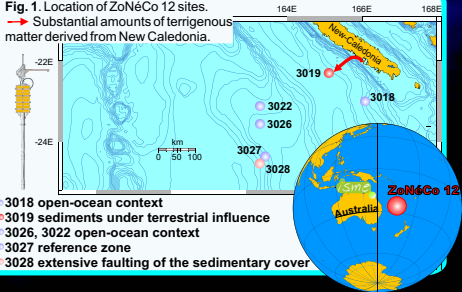 Fig. 1. Location of ZoNéCo 12 sites.
Substantial amounts of terrigenous
matter derived from New Caledonia.
164E 166E 168E
New-Caledonia
-22E
3019
3018
3022
3026
-24E
km
0 50 100
3027
3028
ZoNéCo 12
isme
Australia
3018 open-ocean context
3019 sediments under terrestrial influence
3026, 3022 open-ocean context
3027 reference zone
3028 extensive faulting of the sedimentary cover